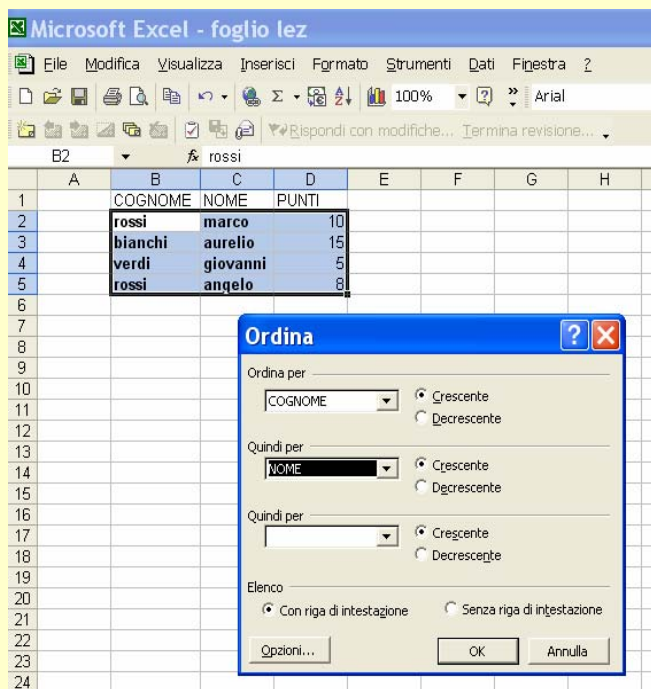 Microsoft Excel - foglio lez
File Modifica Visualizza Inserisci Formato Strumenti Dati Finestra ?
100% Arial
Rispondi con modifiche... Termina revisione...
B2 fx rossi
A B C D E F G H
1 COGNOME NOME PUNTI
2 rossi marco 10
3 bianchi aurelio 15
4 verdi giovanni 5
5 rossi angelo 8
6
7
8
9
10
11
12
13
14
15
16
17
18
19
20
21
22
23
24
Ordina ?
Ordina per
COGNOME Crescente
Decrescente
Quindi per
NOME Crescente
Decrescente
Quindi per
Crescente
Decrescente
Elenco
Con riga di intestazione Senza riga di intestazione
Opzioni... OK Annulla